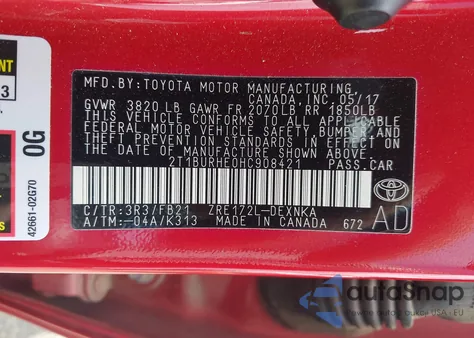 MFD.BY:TOYOTA MOTOR MANUFACTURING,
CANADA, INC. 05/17
GVWR 3820 LB GAWR FR 2070LB RR 1850LB
THIS VEHICLE CONFORMS TO ALL APPLICABLE
FEDERAL MOTOR VEHICLE SAFETY, BUMPER, AND
THEFT PREVENTION STANDARDS IN EFFECT ON
THE DATE OF MANUFACTURE SHOWN ABOVE.
2T1BURHE0HC908421 PASS.CAR
C/TR:3R3/FB21 ZRE172L-DEXNKA
A/TM:-04A/K313 MADE IN CANADA 672
TOYOTA
AD
0G
42661-02G70
autoSnap